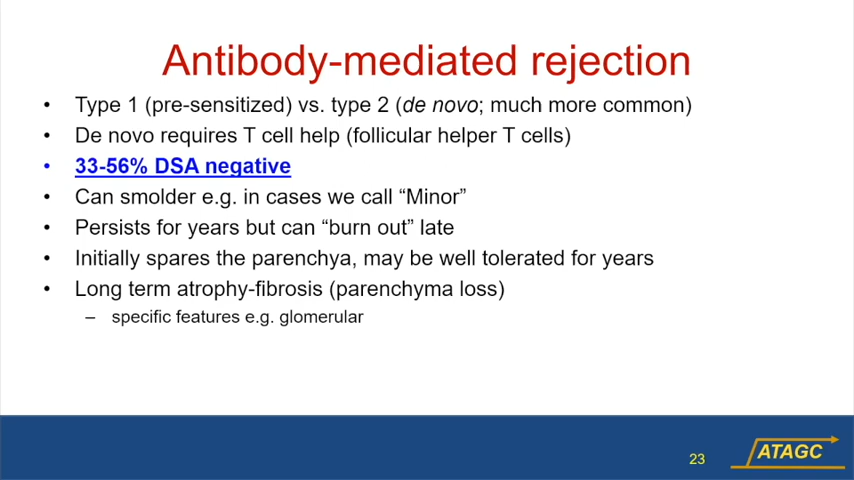 Antibody-mediated rejection
• Type 1 (pre-sensitized) vs. type 2 (de novo; much more common)
• De novo requires T cell help (follicular helper T cells)
• 33-56% DSA negative
• Can smolder e.g. in cases we call “Minor”
• Persists for years but can “burn out” late
• Initially spares the parenchya, may be well tolerated for years
• Long term atrophy-fibrosis (parenchyma loss)
– specific features e.g. glomerular
23
ATAGC